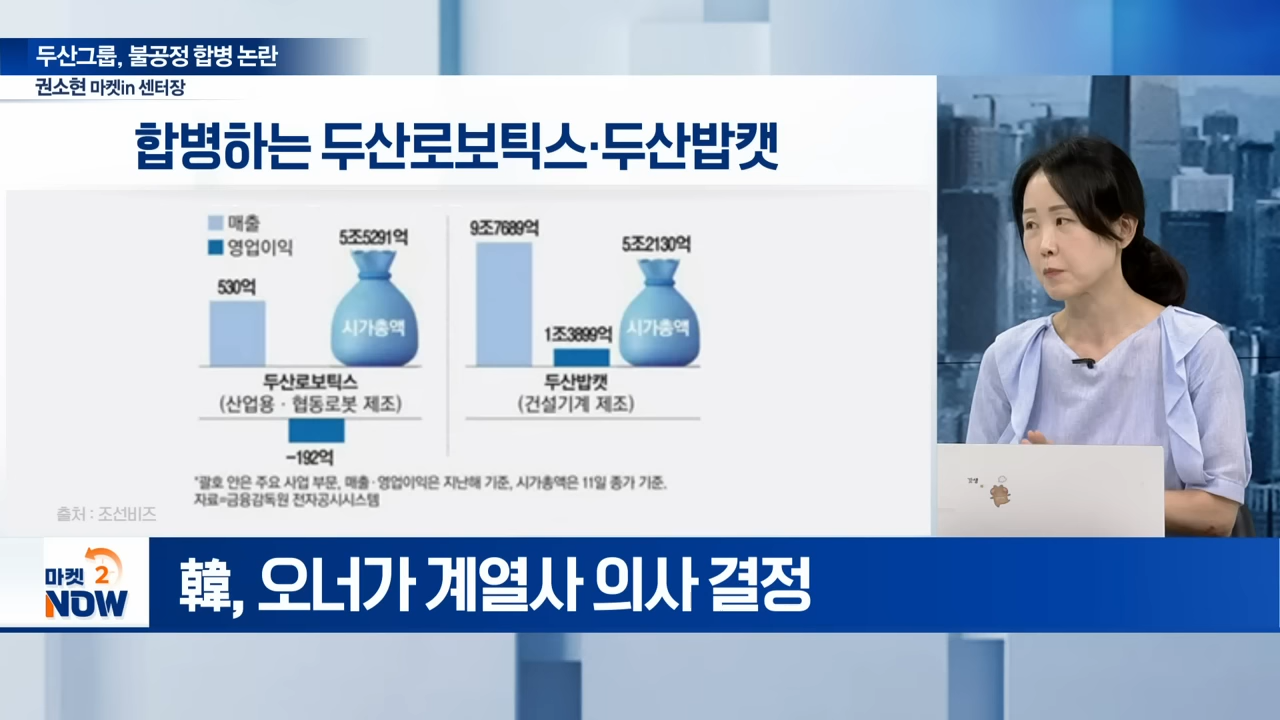 두산그룹, 불공정 합병 논란
권소현 마켓in 센터장
합병하는 두산로보틱스·두산밥캣
매출
영업이익
530억
5조5291억
시가총액
두산로보틱스
(산업용 · 협동로봇 제조)
-192억
9조7689억
1조3899억
5조2130억
시가총액
두산밥캣
(건설기계 제조)
*괄호 안은 주요 사업 부문, 매출·영업이익은 지난해 기준, 시가총액은 11일 종가 기준.
자료=금융감독원 전자공시시스템
출처 : 조선비즈
마켓 2
NOW
韓, 오너가 계열사 의사 결정